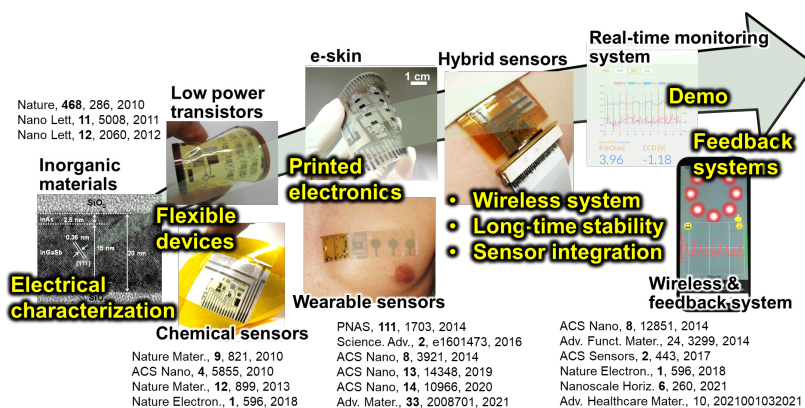 Real-time monitoring
system
e-skin
Hybrid sensors
1 cm
Low power
transistors
Demo
Nature, 468, 286, 2010
Nano Lett, 11, 5008, 2011
Nano Lett, 12, 2060, 2012
Feedback
systems
R [kOhm]
CCD [V]
3.96
-1.18
Inorganic
materials
Printed
electronics
SiO₂
InAs
2.5 nm
0.36 nm
15 nm
20 nm
(111)
InGaSb
SiO₂
Flexible
devices
• Wireless system
• Long-time stability
• Sensor integration
Electrical
characterization
Wireless &
feedback system
Wearable sensors
Chemical sensors
Nature Mater., 9, 821, 2010
ACS Nano, 4, 5855, 2010
Nature Mater., 12, 899, 2013
Nature Electron., 1, 596, 2018
PNAS, 111, 1703, 2014
Science. Adv., 2, e1601473, 2016
ACS Nano, 8, 3921, 2014
ACS Nano, 13, 14348, 2019
ACS Nano, 14, 10966, 2020
Adv. Mater., 33, 2008701, 2021
ACS Nano, 8, 12851, 2014
Adv. Funct. Mater., 24, 3299, 2014
ACS Sensors, 2, 443, 2017
Nature Electron., 1, 596, 2018
Nanoscale Horiz. 6, 260, 2021
Adv. Healthcare Mater., 10, 2021001032021